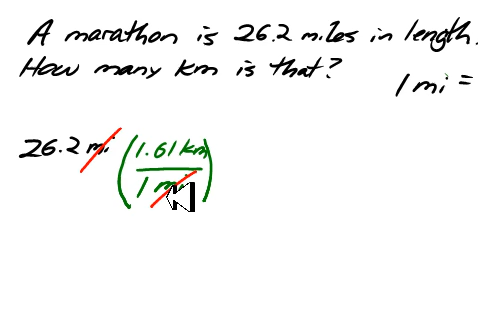 A marathon is 26.2 miles in length.
How many km is that?
1 mi =
26.2 mi (1.61 km / 1 mi)